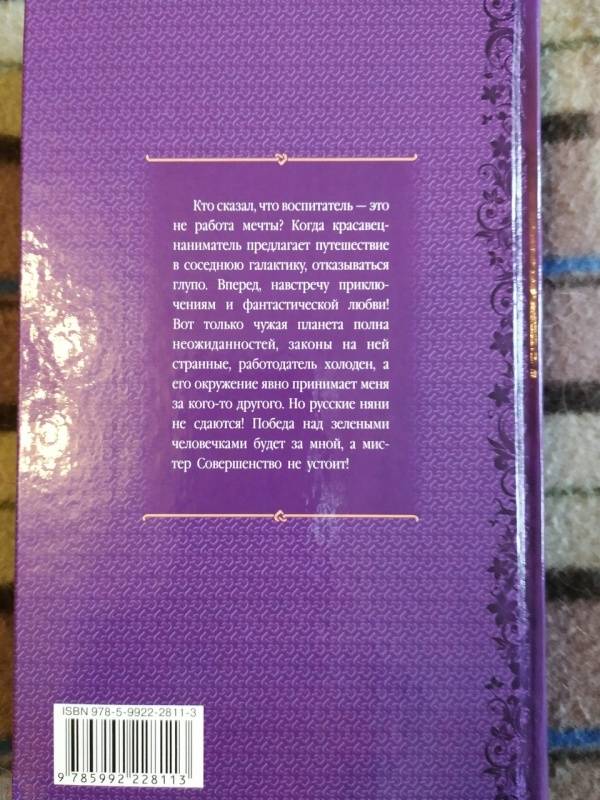 Кто сказал, что воспитатель — это
не работа мечты? Когда красавец-
наниматель предлагает путешествие
в соседнюю галактику, отказываться
глупо. Вперед, навстречу приклю-
чениям и фантастической любви!
Вот только чужая планета полна
неожиданностей, законы на ней
странные, работодатель холоден, а
его окружение явно принимает меня
за кого-то другого. Но русские няни
не сдаются! Победа над зелеными
человечками будет за мной, а мис-
тер Совершенство не устоит!
ISBN 978-5-9922-2811-3
9 785992 228113